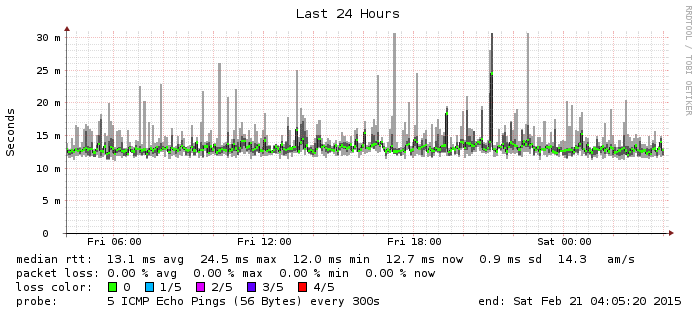 Last 24 Hours
RRDTOOL / TOBI OETIKER
Seconds
30 m
25 m
20 m
15 m
10 m
5 m
0
Fri 06:00 Fri 12:00 Fri 18:00 Sat 00:00
median rtt: 13.1 ms avg 24.5 ms max 12.0 ms min 12.7 ms now 0.9 ms sd 14.3 am/s
packet loss: 0.00 % avg 0.00 % max 0.00 % min 0.00 % now
loss color: 0 1/5 2/5 3/5 4/5
probe: 5 ICMP Echo Pings (56 Bytes) every 300s end: Sat Feb 21 04:05:20 2015